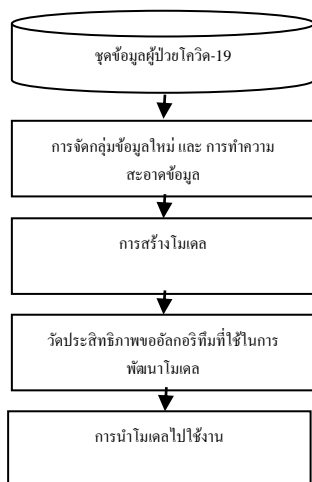 ชุดข้อมูลผู้ป่วยโควิด-19
การจัดกลุ่มข้อมูลใหม่ และ การทำความ
สะอาดข้อมูล
การสร้างโมเดล
วัดประสิทธิภาพขออัลกอริทึมที่ใช้ในการ
พัฒนาโมเดล
การนำโมเดลไปใช้งาน